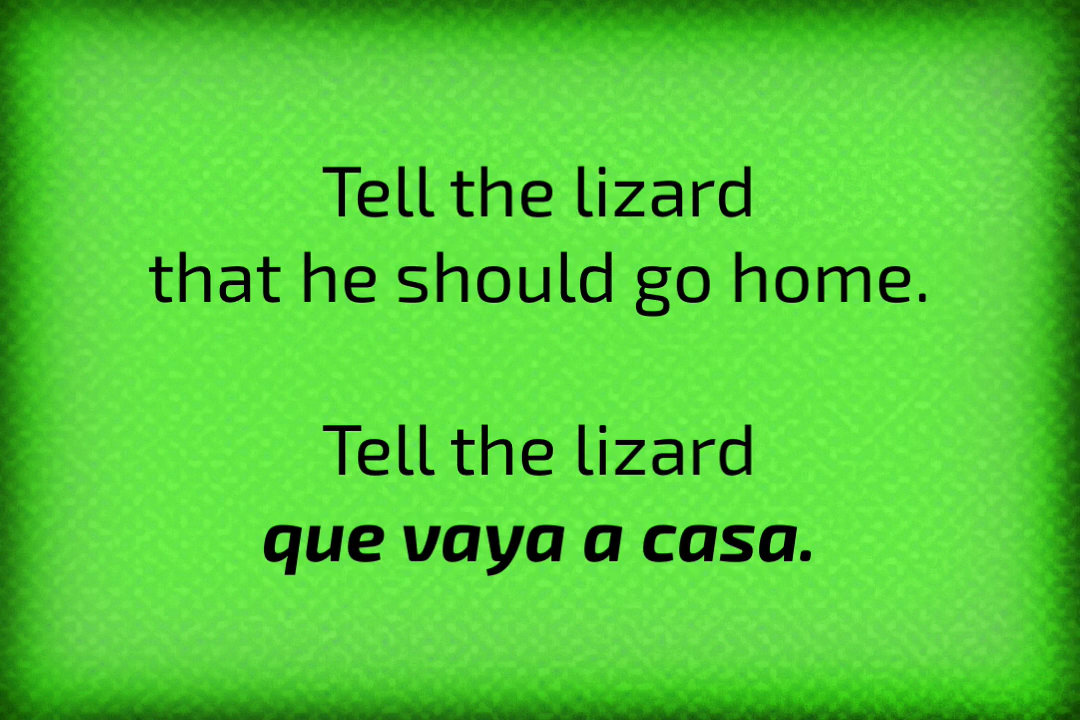 Tell the lizard
that he should go home.
Tell the lizard
que vaya a casa.